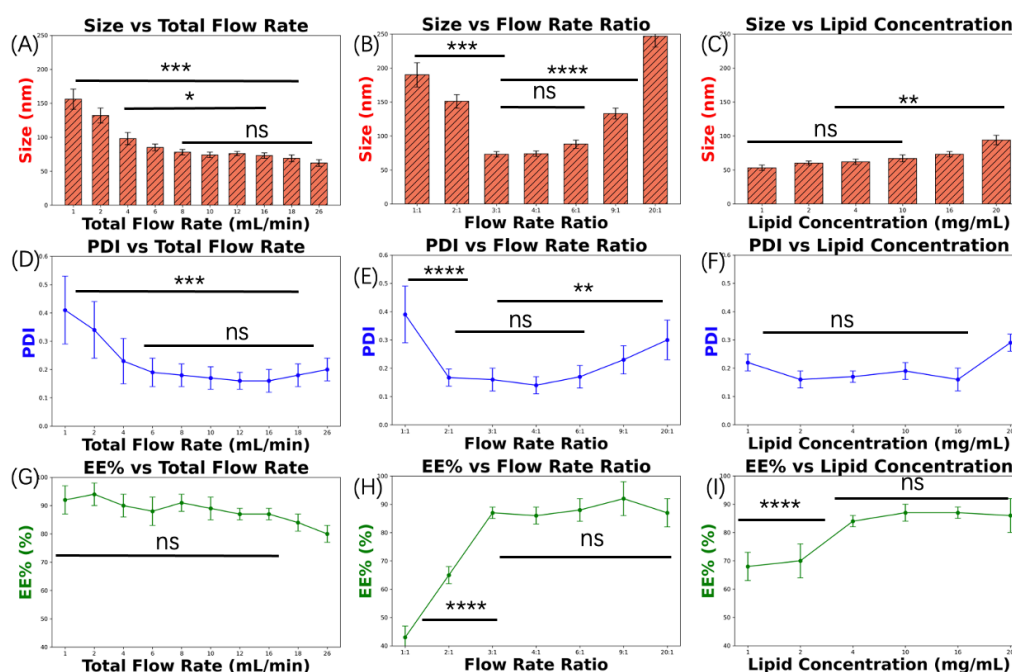 (A)
Size vs Total Flow Rate
250
200
150
100
50
0
Size (nm)
***
*
ns
1 2 4 6 8 10 12 16 18 26
Total Flow Rate (mL/min)
(B)
Size vs Flow Rate Ratio
250
200
150
100
50
0
Size (nm)
***
****
ns
1:1 2:1 3:1 4:1 6:1 9:1 20:1
Flow Rate Ratio
(C)
Size vs Lipid Concentration
250
200
150
100
50
0
Size (nm)
**
ns
1 2 4 10 16 20
Lipid Concentration (mg/mL)
(D)
PDI vs Total Flow Rate
0.6
0.5
0.4
0.3
0.2
0.1
0.0
PDI
***
ns
1 2 4 6 8 10 12 16 18 26
Total Flow Rate (mL/min)
(E)
PDI vs Flow Rate Ratio
0.6
0.5
0.4
0.3
0.2
0.1
0.0
PDI
****
**
ns
1:1 2:1 3:1 4:1 6:1 9:1 20:1
Flow Rate Ratio
(F)
PDI vs Lipid Concentration
0.6
0.5
0.4
0.3
0.2
0.1
0.0
PDI
ns
1 2 4 10 16 20
Lipid Concentration (mg/mL)
(G)
EE% vs Total Flow Rate
100
90
80
70
60
50
40
EE% (%)
ns
1 2 4 6 8 10 12 16 18 26
Total Flow Rate (mL/min)
(H)
EE% vs Flow Rate Ratio
100
90
80
70
60
50
40
EE% (%)
ns
****
1:1 2:1 3:1 4:1 6:1 9:1 20:1
Flow Rate Ratio
(I)
EE% vs Lipid Concentration
100
90
80
70
60
50
40
EE% (%)
ns
****
1 2 4 10 16 20
Lipid Concentration (mg/mL)